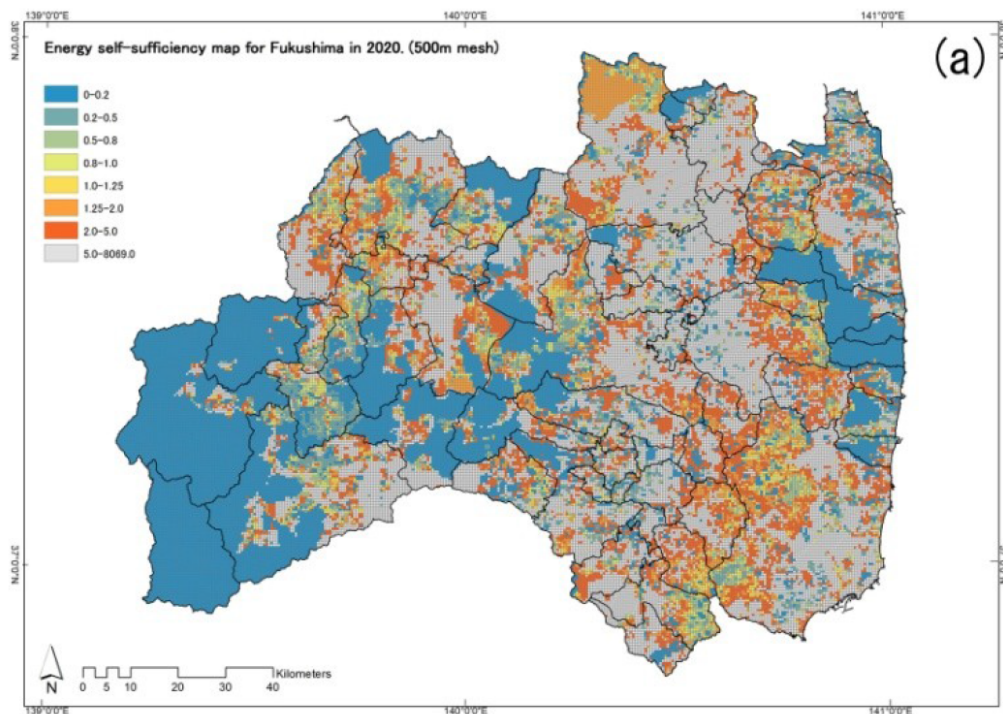 139°0'0"E 140°0'0"E 141°0'0"E
38°0'0"N
Energy self-sufficiency map for Fukushima in 2020. (500m mesh)
(a)
0-0.2
0.2-0.5
0.5-0.8
0.8-1.0
1.0-1.25
1.25-2.0
2.0-5.0
5.0-8069.0
37°0'0"N
N
Kilometers
0 5 10 20 30 40
139°0'0"E 140°0'0"E 141°0'0"E